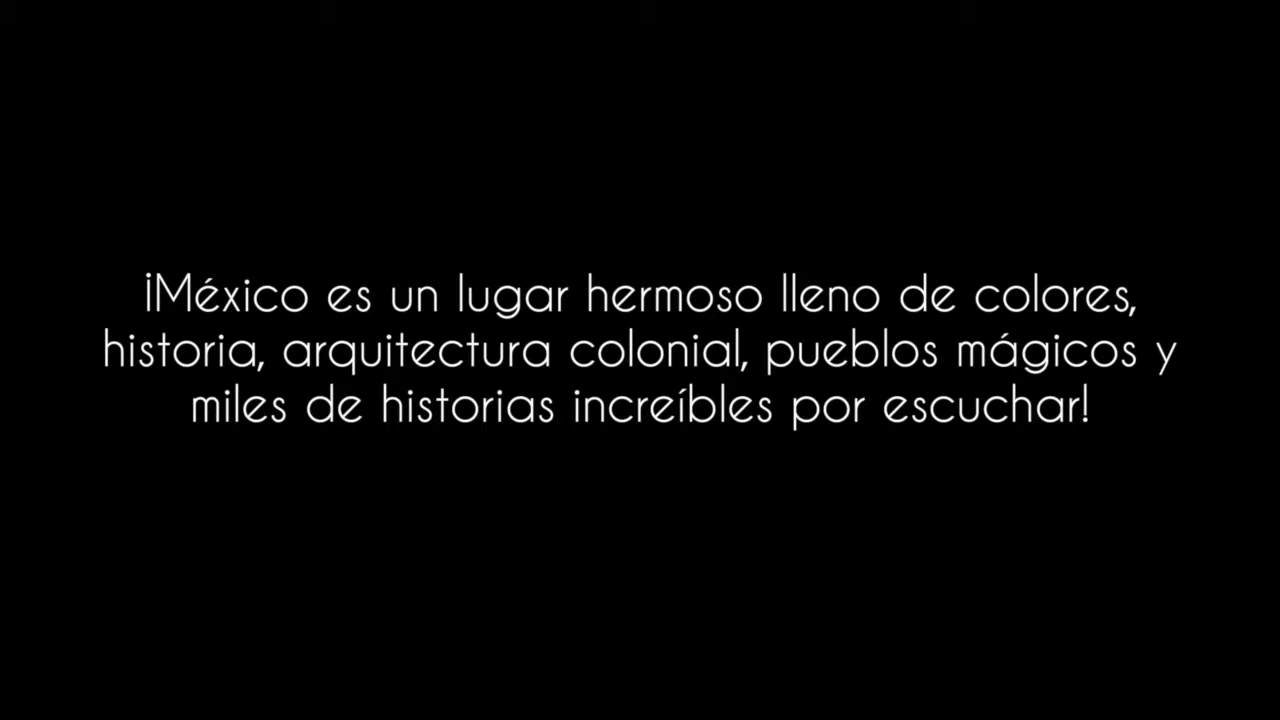 ¡México es un lugar hermoso lleno de colores,
historia, arquitectura colonial, pueblos mágicos y
miles de historias increíbles por escuchar!